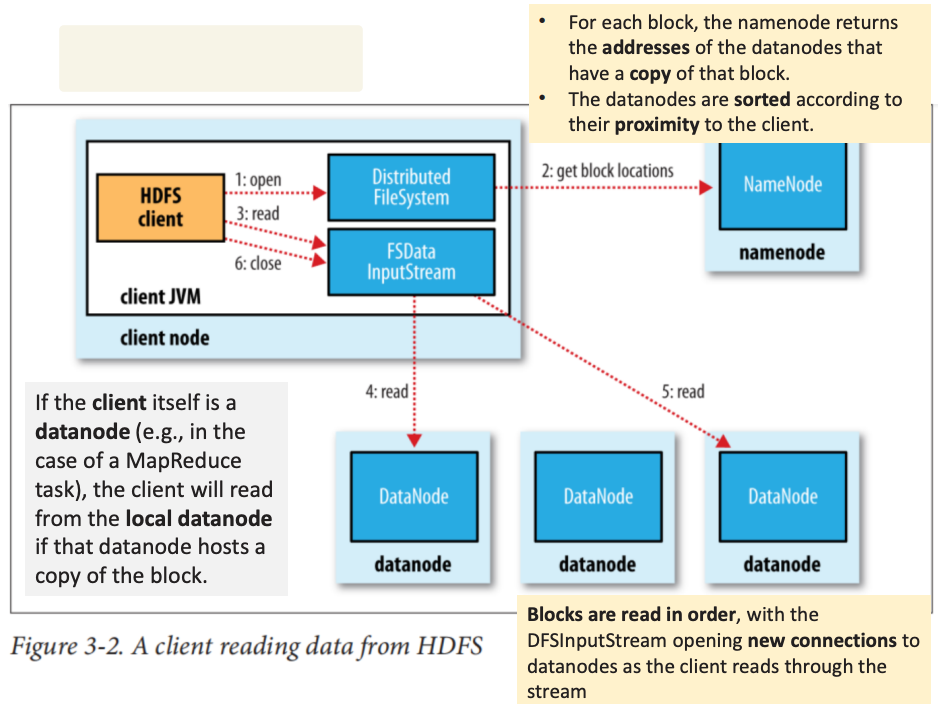 • For each block, the namenode returns
the addresses of the datanodes that
have a copy of that block.
• The datanodes are sorted according to
their proximity to the client.
HDFS
client
1: open
3: read
6: close
Distributed
FileSystem
FSData
InputStream
client JVM
client node
2: get block locations
NameNode
namenode
If the client itself is a
datanode (e.g., in the
case of a MapReduce
task), the client will read
from the local datanode
if that datanode hosts a
copy of the block.
4: read
5: read
DataNode
datanode
DataNode
datanode
DataNode
datanode
Blocks are read in order, with the
DFSInputStream opening new connections to
datanodes as the client reads through the
stream
Figure 3-2. A client reading data from HDFS